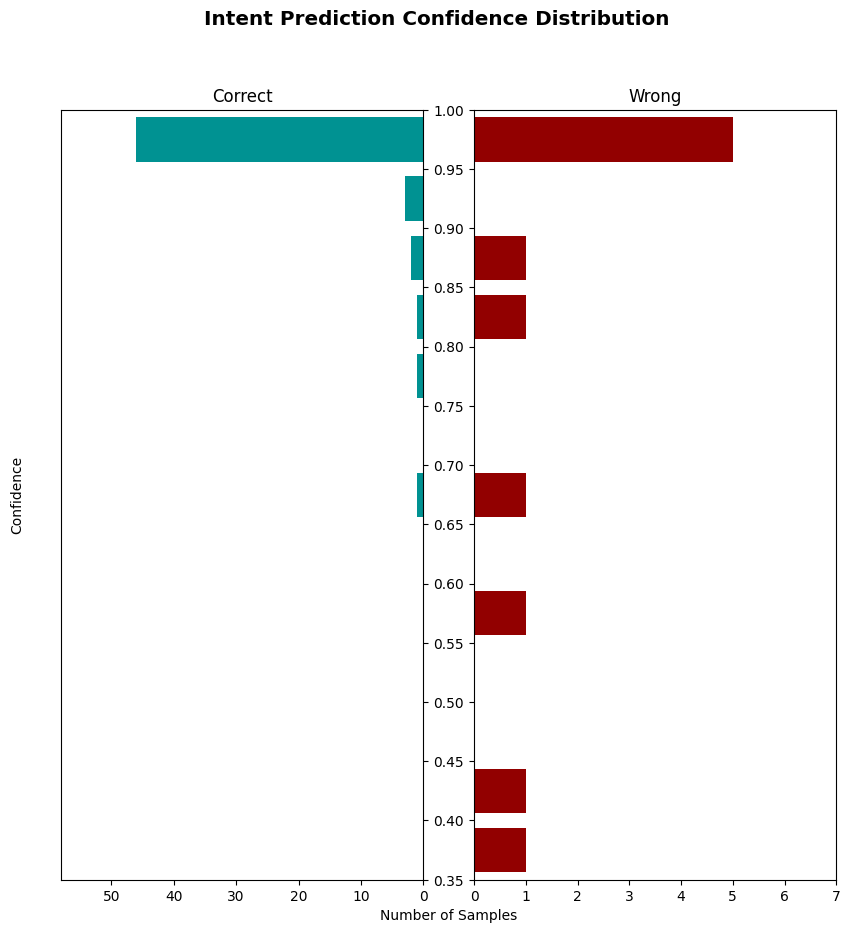 Intent Prediction Confidence Distribution
Correct
Wrong
Confidence
1.00
0.95
0.90
0.85
0.80
0.75
0.70
0.65
0.60
0.55
0.50
0.45
0.40
0.35
50 40 30 20 10 0
0 1 2 3 4 5 6 7
Number of Samples